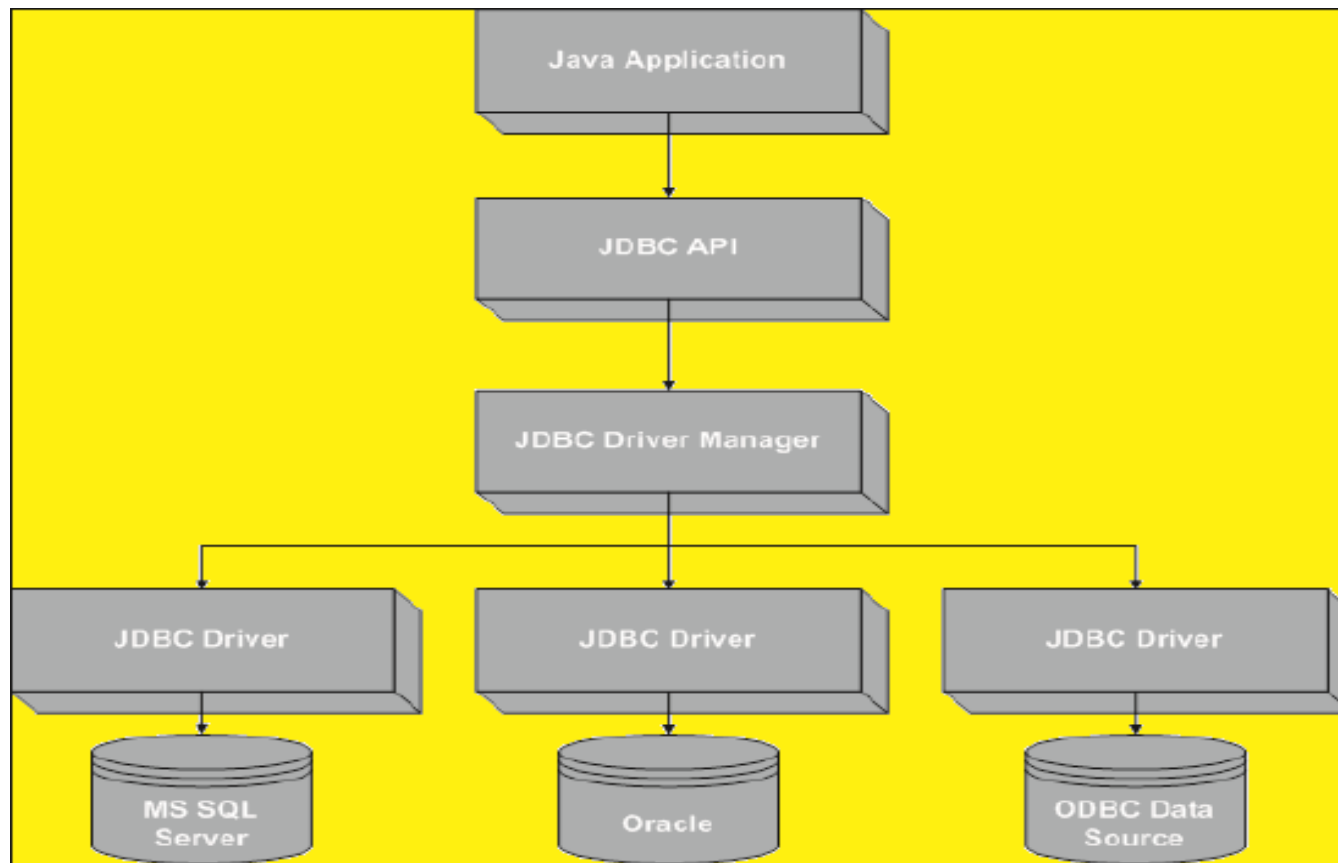 Java Application
JDBC API
JDBC Driver Manager
JDBC Driver
JDBC Driver
JDBC Driver
MS SQL
Server
Oracle
ODBC Data
Source